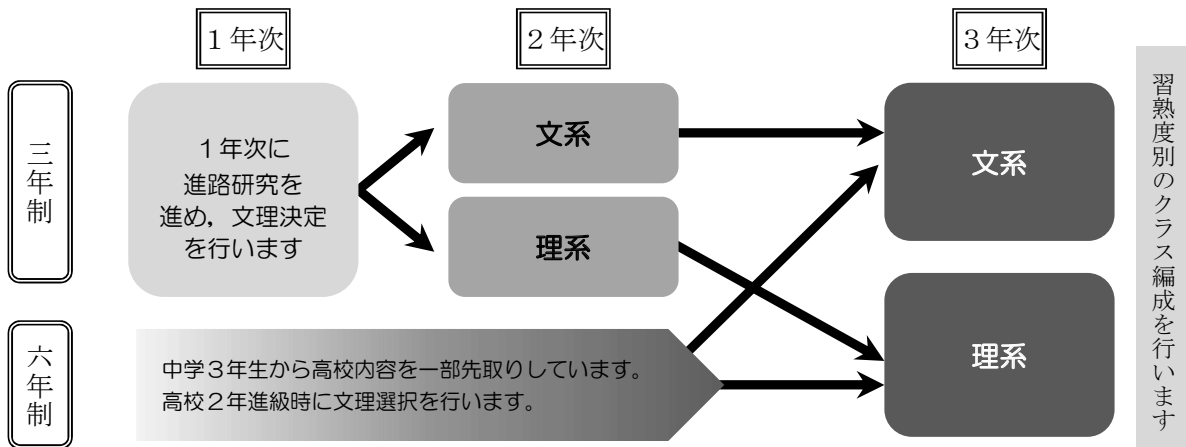 １年次
２年次
３年次
三年制
１年次に
進路研究を
進め，文理決定
を行います
文系
理系
文系
理系
六年制
中学３年生から高校内容を一部先取りしています。
高校２年進級時に文理選択を行います。
習熟度別のクラス編成を行います